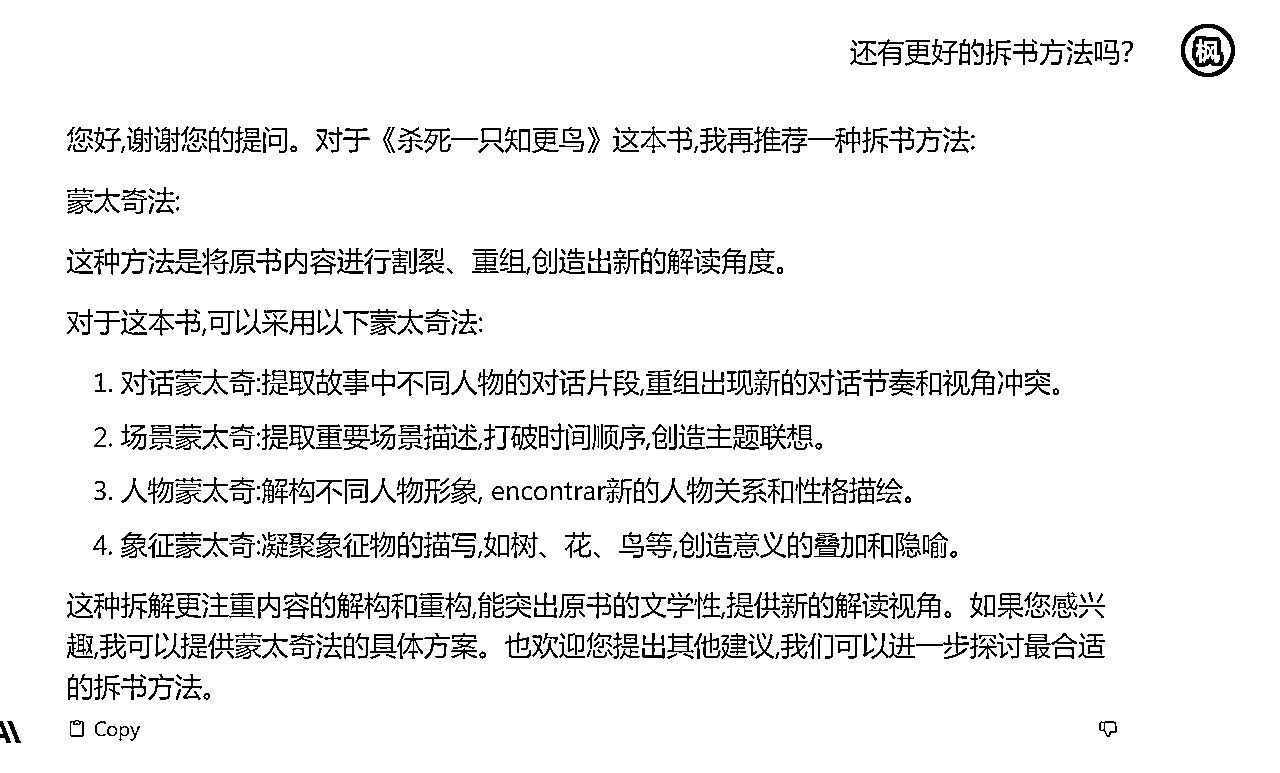 还有更好的拆书方法吗？
枫
您好,谢谢您的提问。对于《杀死一只知更鸟》这本书,我再推荐一种拆书方法:
蒙太奇法:
这种方法是将原书内容进行割裂、重组,创造出新的解读角度。
对于这本书,可以采用以下蒙太奇法:
1. 对话蒙太奇:提取故事中不同人物的对话片段,重组出现新的对话节奏和视角冲突。
2. 场景蒙太奇:提取重要场景描述,打破时间顺序,创造主题联想。
3. 人物蒙太奇:解构不同人物形象, encontrar新的人物关系和性格描绘。
4. 象征蒙太奇:凝聚象征物的描写,如树、花、鸟等,创造意义的叠加和隐喻。
这种拆解更注重内容的解构和重构,能突出原书的文学性,提供新的解读视角。如果您感兴
趣,我可以提供蒙太奇法的具体方案。也欢迎您提出其他建议,我们可以进一步探讨最合适
的拆书方法。
A\
Copy